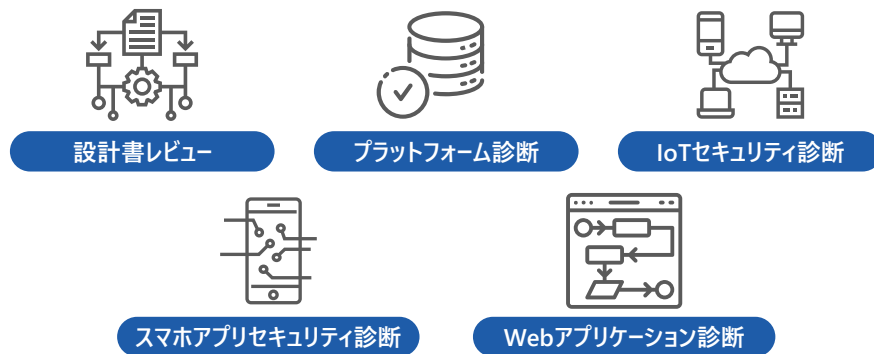 設計書レビュー
プラットフォーム診断
IoTセキュリティ診断
スマホアプリセキュリティ診断
Webアプリケーション診断